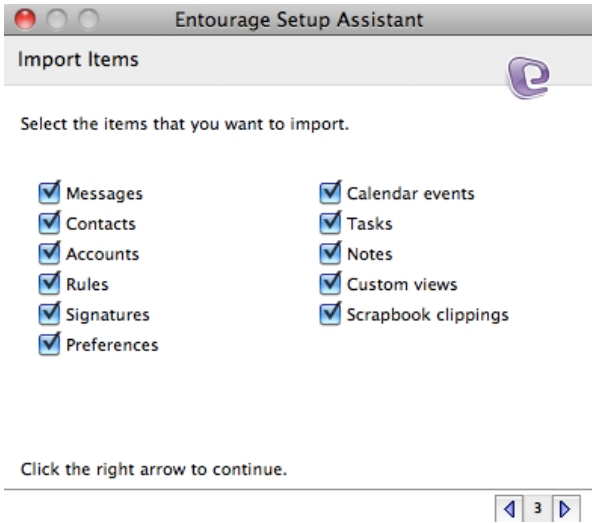 Entourage Setup Assistant
Import Items
Select the items that you want to import.
Messages
Contacts
Accounts
Rules
Signatures
Preferences
Calendar events
Tasks
Notes
Custom views
Scrapbook clippings
Click the right arrow to continue.
3